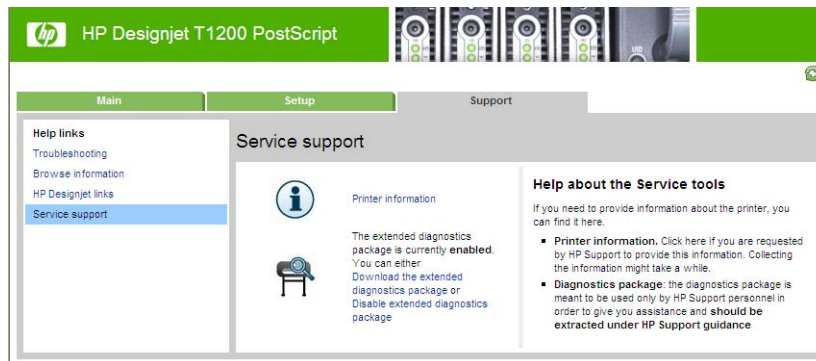 hp
HP Designjet T1200 PostScript
UID
Main
Setup
Support
Help links
Troubleshooting
Browse information
HP Designjet links
Service support
Service support
Printer information
The extended diagnostics
package is currently enabled.
You can either
Download the extended
diagnostics package or
Disable extended diagnostics
package
Help about the Service tools
If you need to provide information about the printer, you
can find it here.
▪ Printer information. Click here if you are requested
by HP Support to provide this information. Collecting
the information might take a while.
▪ Diagnostics package: the diagnostics package is
meant to be used only by HP Support personnel in
order to give you assistance and should be
extracted under HP Support guidance